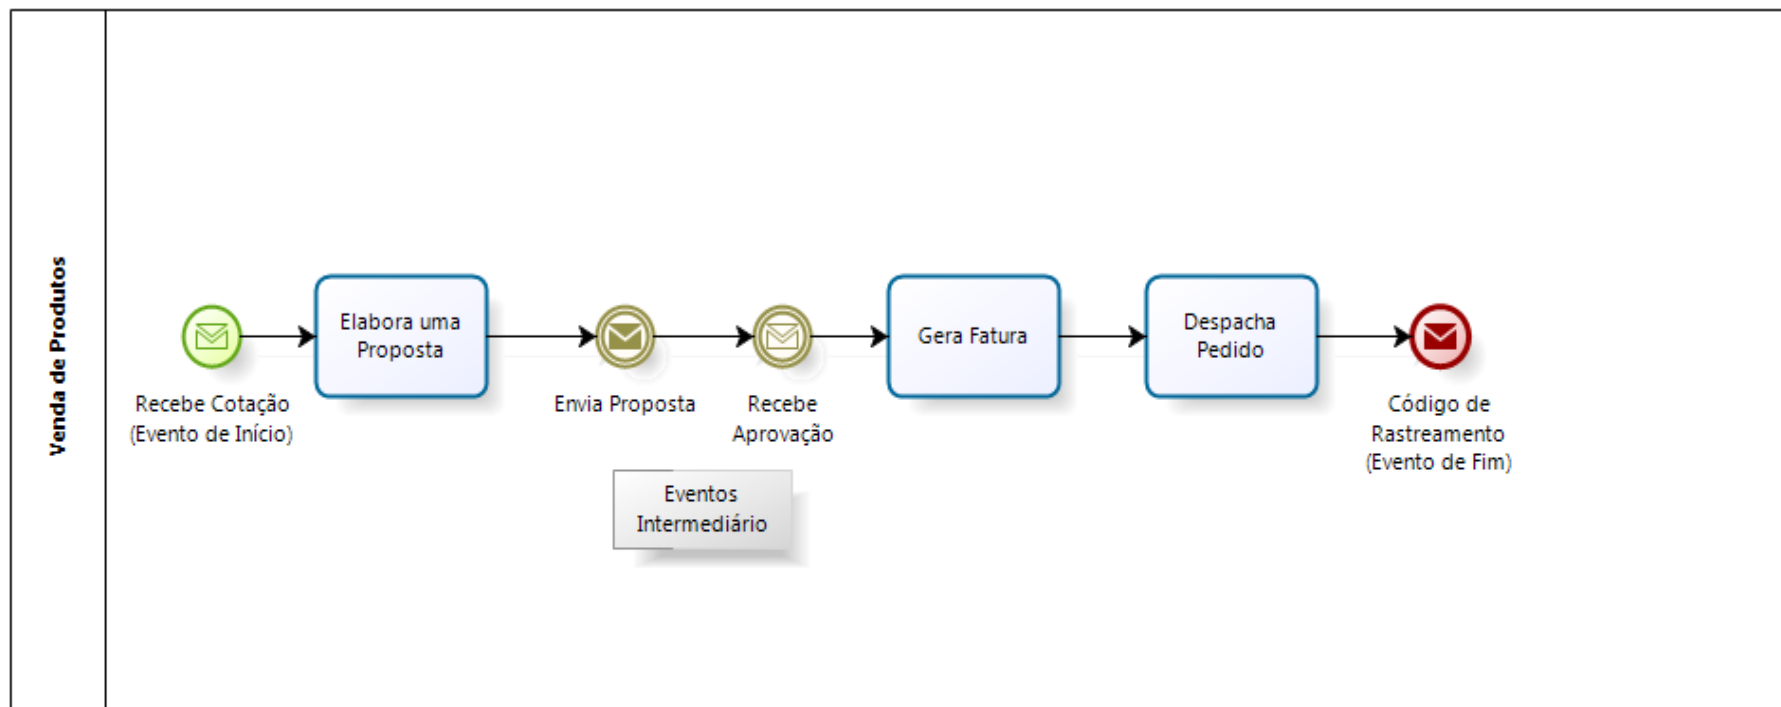 Venda de Produtos
Recebe Cotação
(Evento de Início)
Elabora uma
Proposta
Envia Proposta
Recebe
Aprovação
Eventos
Intermediário
Gera Fatura
Despacha
Pedido
Código de
Rastreamento
(Evento de Fim)